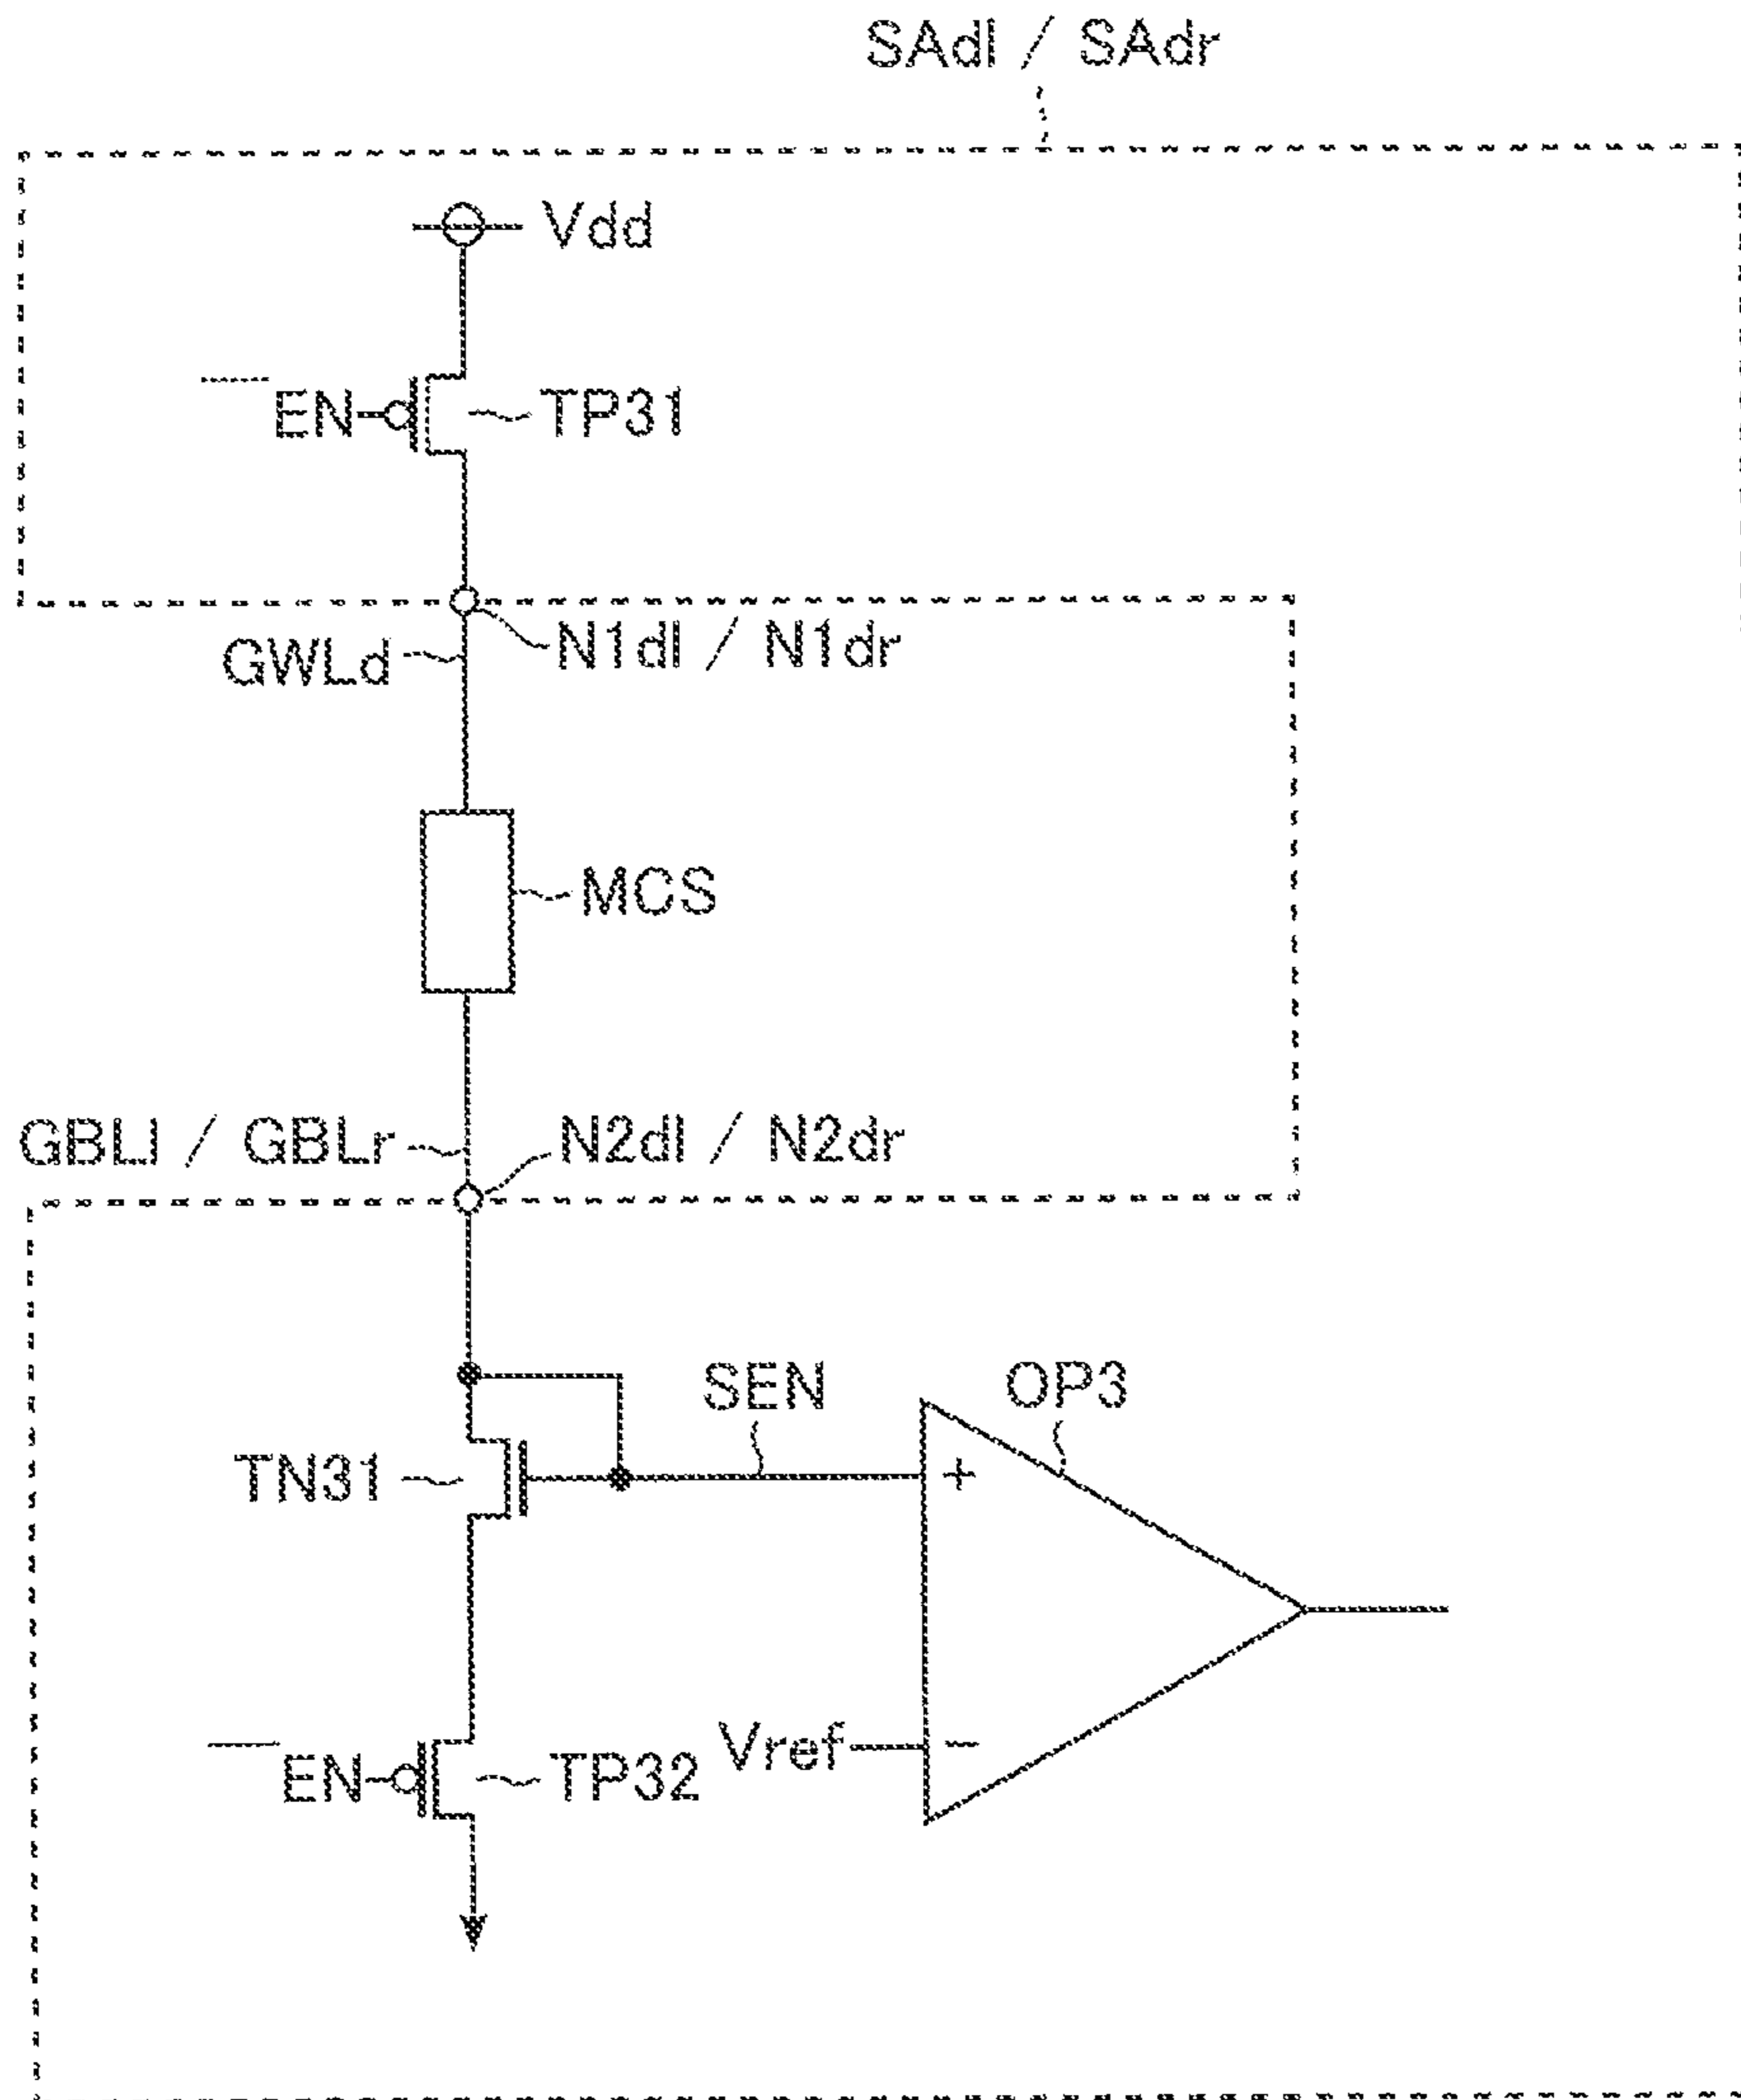 SAdl / SAdr
Vdd
EN
TP31
N1dl / N1dr
GWLd
MCS
GBLl / GBLr
N2dl / N2dr
SEN
OP3
TN31
+
Vref
−
EN
TP32